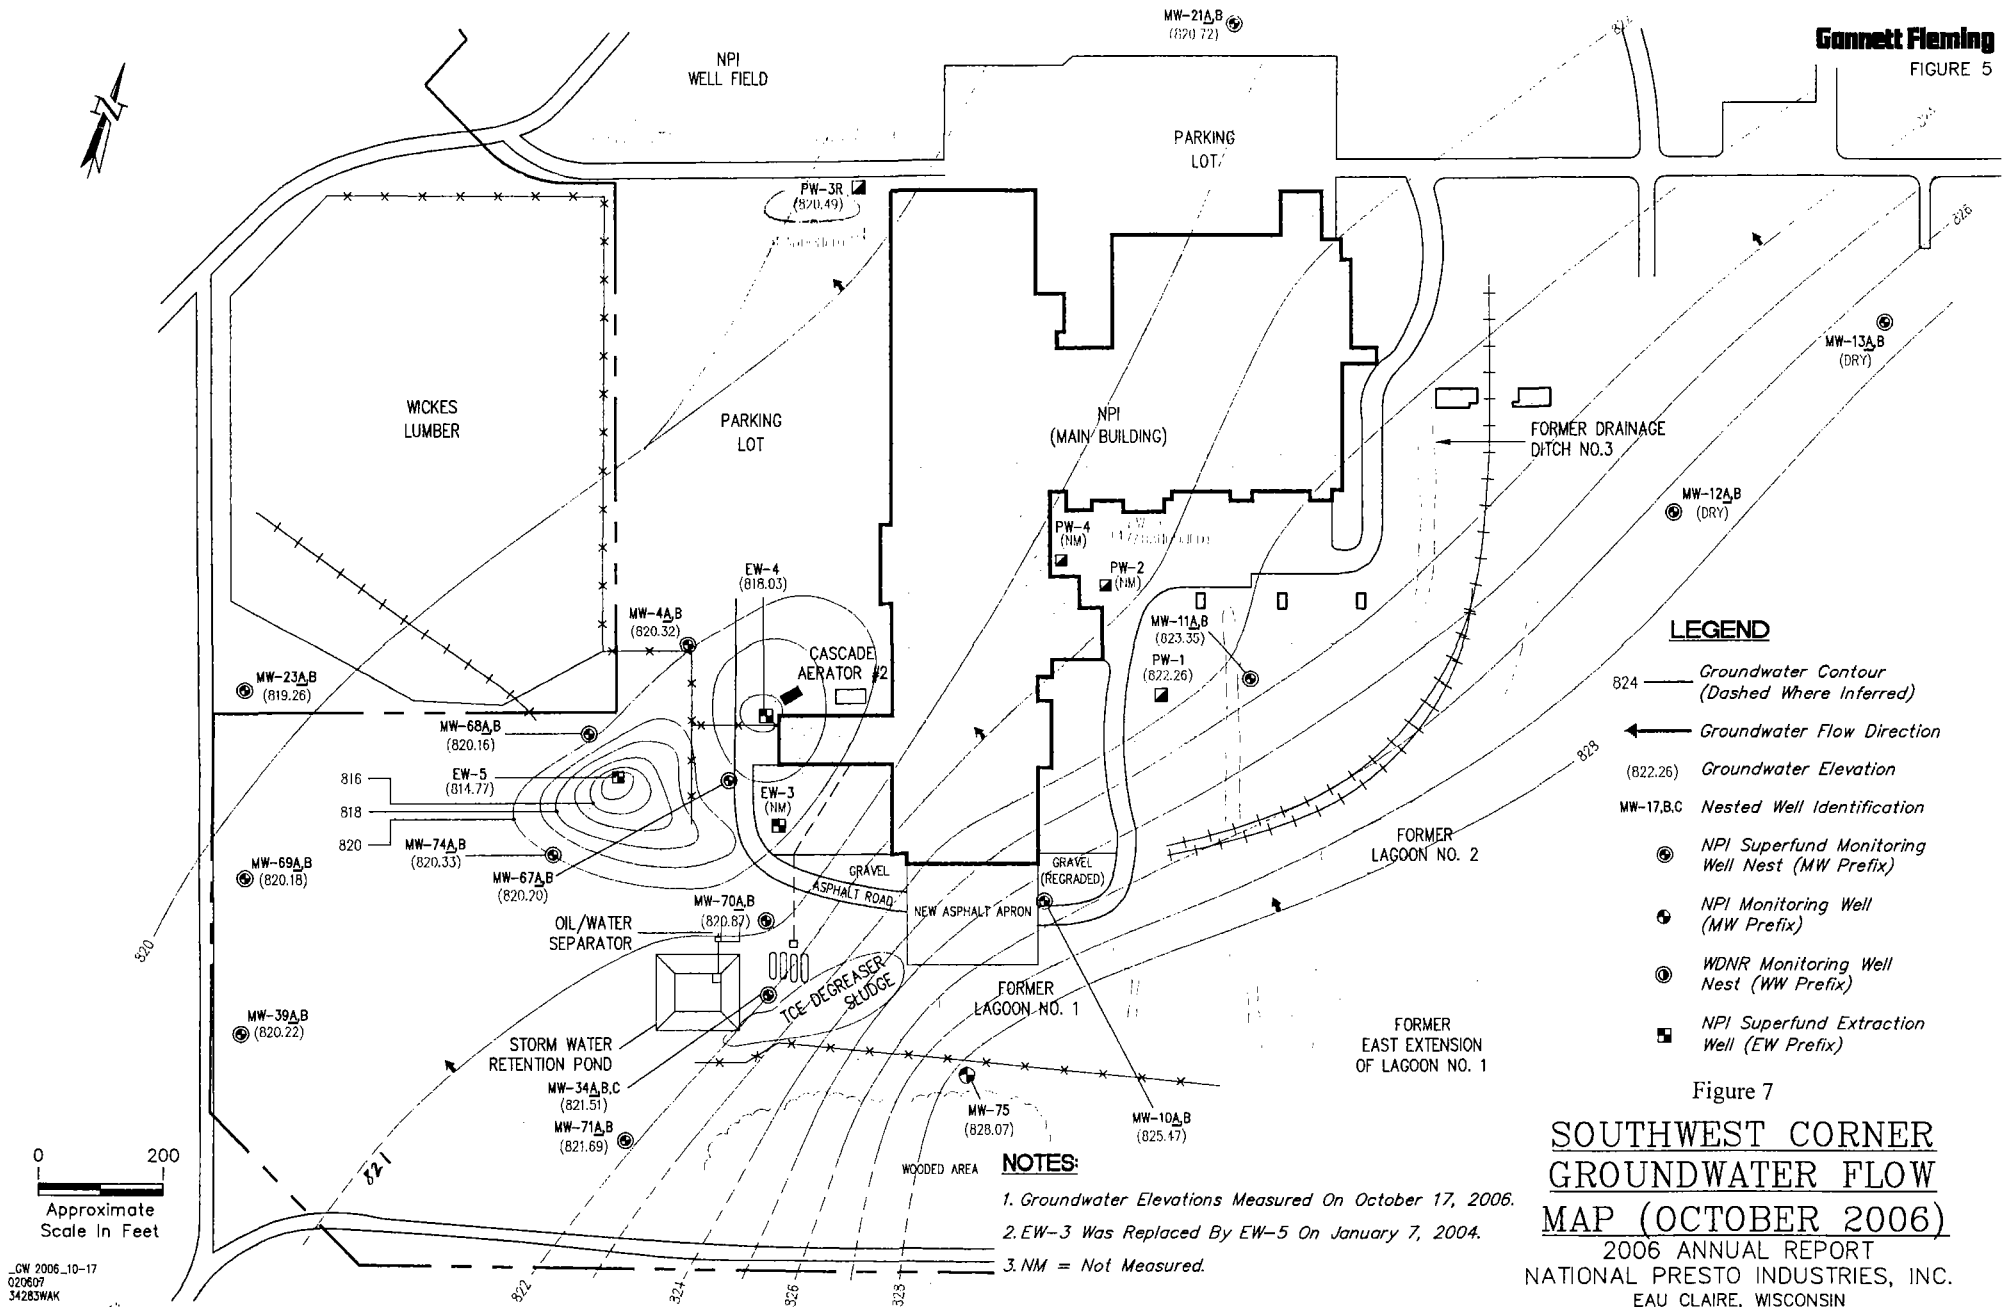 MW-21A,B
(820.72)
822
Gannett Fleming
FIGURE 5
NPI
WELL FIELD
N
PARKING
LOT
PW-3R
(820.49)
826
MW-13A,B
(DRY)
WICKES
LUMBER
PARKING
LOT
NPI
(MAIN BUILDING)
FORMER DRAINAGE
DITCH NO.3
MW-12A,B
(DRY)
PW-4
(NM)
PW-2
(NM)
EW-4
(818.03)
MW-4A,B
(820.32)
MW-11A,B
(823.35)
CASCADE
AERATOR #2
PW-1
(822.26)
MW-23A,B
(819.26)
MW-68A,B
(820.16)
EW-5
(814.77)
816
818
820
EW-3
(NM)
828
MW-74A,B
(820.33)
MW-69A,B
(820.18)
MW-67A,B
(820.20)
GRAVEL
ASPHALT ROAD
GRAVEL
(REGRADED)
FORMER
LAGOON NO. 2
MW-70A,B
(820.87)
NEW ASPHALT APRON
OIL/WATER
SEPARATOR
820
TCE DEGREASER
SLUDGE
FORMER
LAGOON NO. 1
MW-39A,B
(820.22)
STORM WATER
RETENTION POND
FORMER
EAST EXTENSION
OF LAGOON NO. 1
MW-34A,B,C
(821.51)
MW-71A,B
(821.69)
MW-75
(828.07)
MW-10A,B
(825.47)
WOODED AREA
821
822
824
826
828
LEGEND
824
Groundwater Contour
(Dashed Where Inferred)
Groundwater Flow Direction
(822.26) Groundwater Elevation
MW-17,B,C Nested Well Identification
NPI Superfund Monitoring
Well Nest (MW Prefix)
NPI Monitoring Well
(MW Prefix)
WDNR Monitoring Well
Nest (WW Prefix)
NPI Superfund Extraction
Well (EW Prefix)
Figure 7
NOTES:
1. Groundwater Elevations Measured On October 17, 2006.
2. EW-3 Was Replaced By EW-5 On January 7, 2004.
3. NM = Not Measured.
0 200
Approximate
Scale In Feet
_GW 2006_10-17
020607
34283WAK
SOUTHWEST CORNER
GROUNDWATER FLOW
MAP (OCTOBER 2006)
2006 ANNUAL REPORT
NATIONAL PRESTO INDUSTRIES, INC.
EAU CLAIRE, WISCONSIN